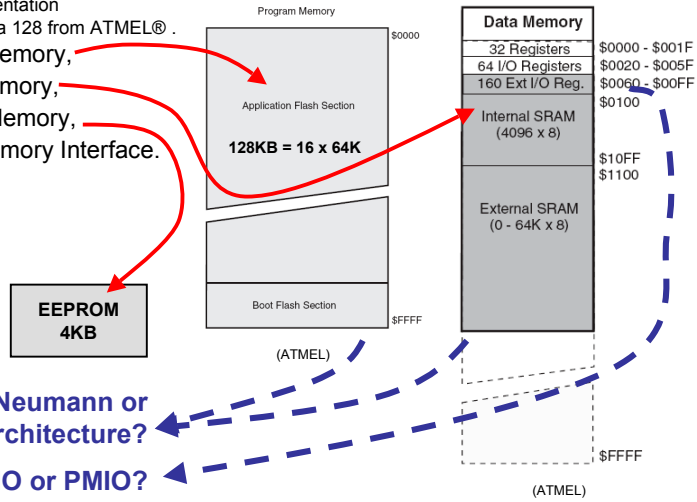 entation
a 128 from ATMEL® .
emory,
mory,
Memory,
mory Interface.
Program Memory
$0000
Application Flash Section
128KB = 16 x 64K
Boot Flash Section
$FFFF
(ATMEL)
EEPROM
4KB
Data Memory
32 Registers
$0000 - $001F
64 I/O Registers
$0020 - $005F
160 Ext I/O Reg.
$0060 - $00FF
$0100
Internal SRAM
(4096 x 8)
$10FF
$1100
External SRAM
(0 - 64K x 8)
$FFFF
(ATMEL)
Neumann or
rchitecture?
O or PMIO?